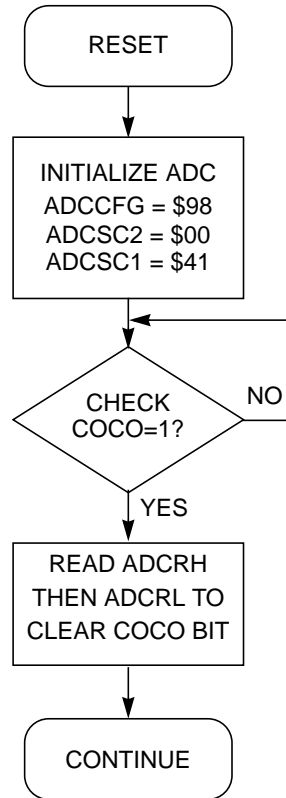 RESET
INITIALIZE ADC
ADCCFG = $98
ADCSC2 = $00
ADCSC1 = $41
CHECK
COCO=1?
NO
YES
READ ADCRH
THEN ADCRL TO
CLEAR COCO BIT
CONTINUE